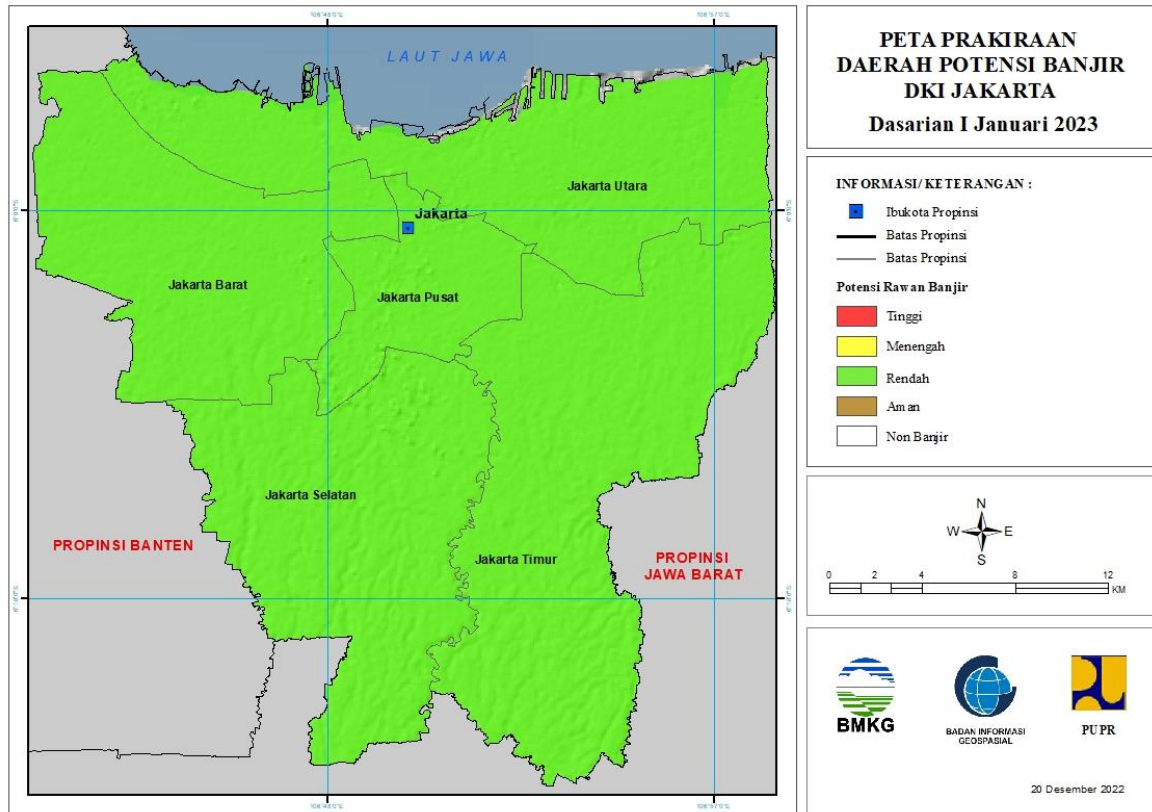 PETA PRAKIRAAN
DAERAH POTENSI BANJIR
DKI JAKARTA
Dasarian I Januari 2023
INFORMASI/ KETERANGAN :
Ibukota Propinsi
Batas Propinsi
Batas Propinsi
Potensi Rawan Banjir
Tinggi
Menengah
Rendah
Aman
Non Banjir
N
W E
S
0 2 4 8 12
KM
BMKG
BADAN INFORMASI
GEOSPASIAL
PUPR
20 Desember 2022
LAUT JAWA
Jakarta Utara
Jakarta
Jakarta Barat
Jakarta Pusat
Jakarta Selatan
Jakarta Timur
PROPINSI BANTEN
PROPINSI
JAWA BARAT